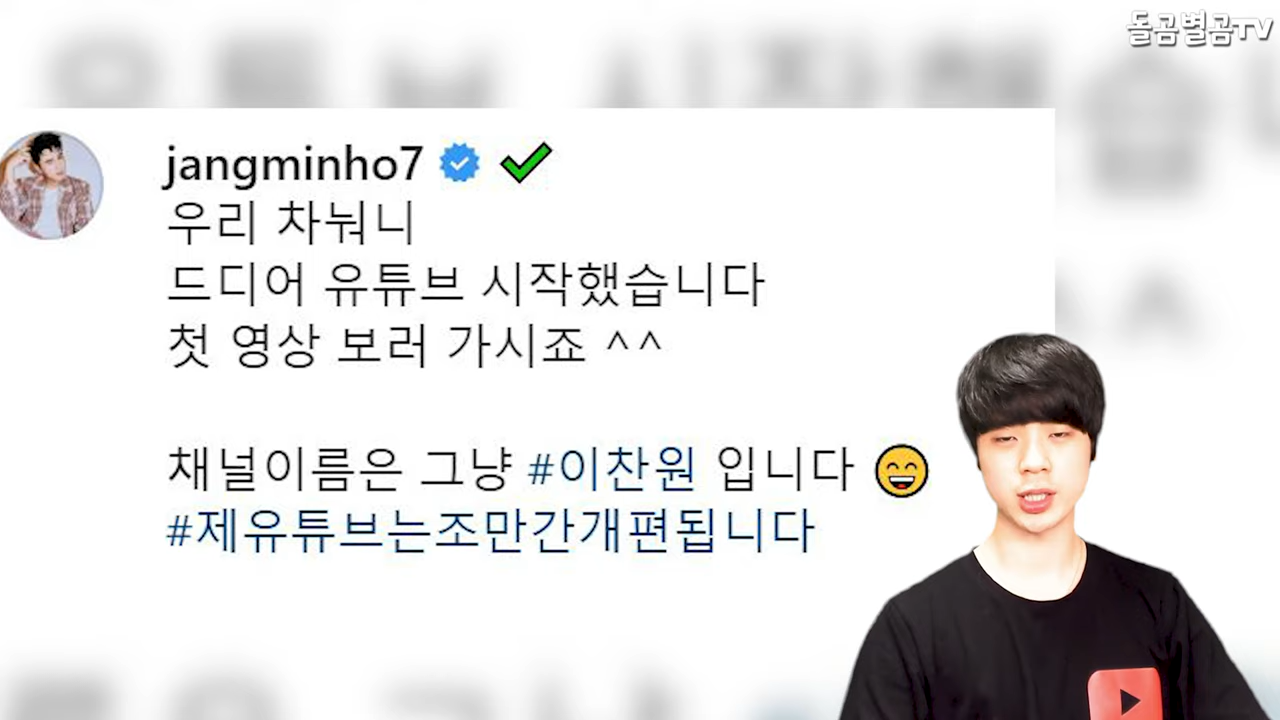 돌곰별곰TV
jangminho7
우리 차눠니
드디어 유튜브 시작했습니다
첫 영상 보러 가시죠 ^^
채널이름은 그냥 #이찬원 입니다
#제유튜브는조만간개편됩니다